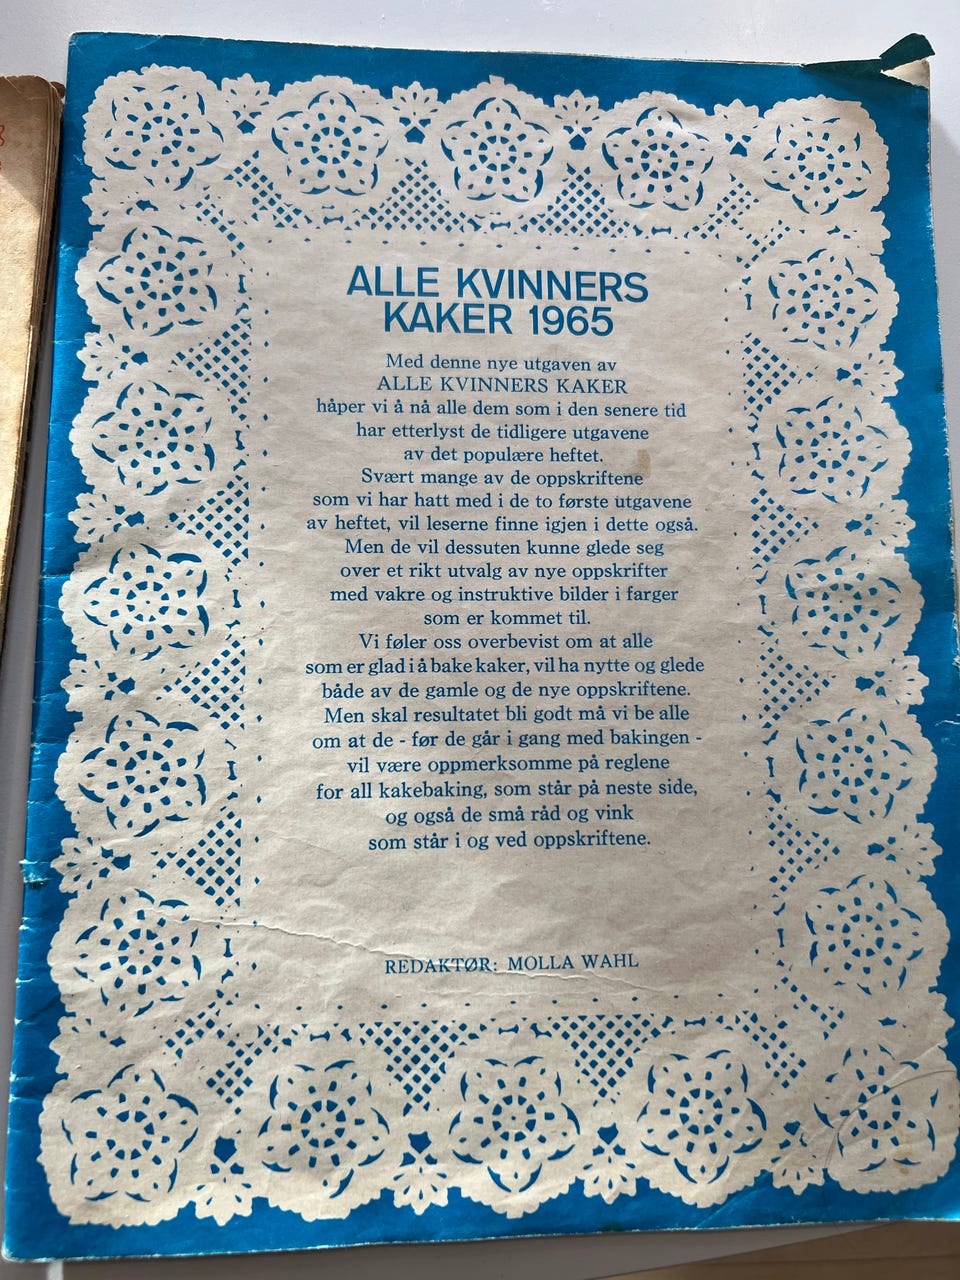 ALLE KVINNERS
KAKER 1965
Med denne nye utgaven av
ALLE KVINNERS KAKER
håper vi å nå alle dem som i den senere tid
har etterlyst de tidligere utgavene
av det populære heftet.
Svært mange av de oppskriftene
som vi har hatt med i de to første utgavene
av heftet, vil leserne finne igjen i dette også.
Men de vil dessuten kunne glede seg
over et rikt utvalg av nye oppskrifter
med vakre og instruktive bilder i farger
som er kommet til.
Vi føler oss overbevist om at alle
som er glad i å bake kaker, vil ha nytte og glede
både av de gamle og de nye oppskriftene.
Men skal resultatet bli godt må vi be alle
om at de - før de går i gang med bakingen -
vil være oppmerksomme på reglene
for all kakebaking, som står på neste side,
og også de små råd og vink
som står i og ved oppskriftene.
REDAKTØR: MOLLA WAHL